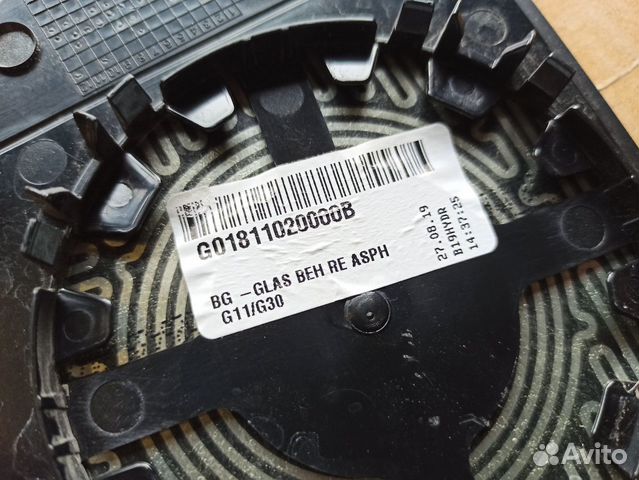 G01811020000B
BG -GLAS BEH RE ASPH
G11/G30
27.08.19
B19HYDR
14:37:25
Avito